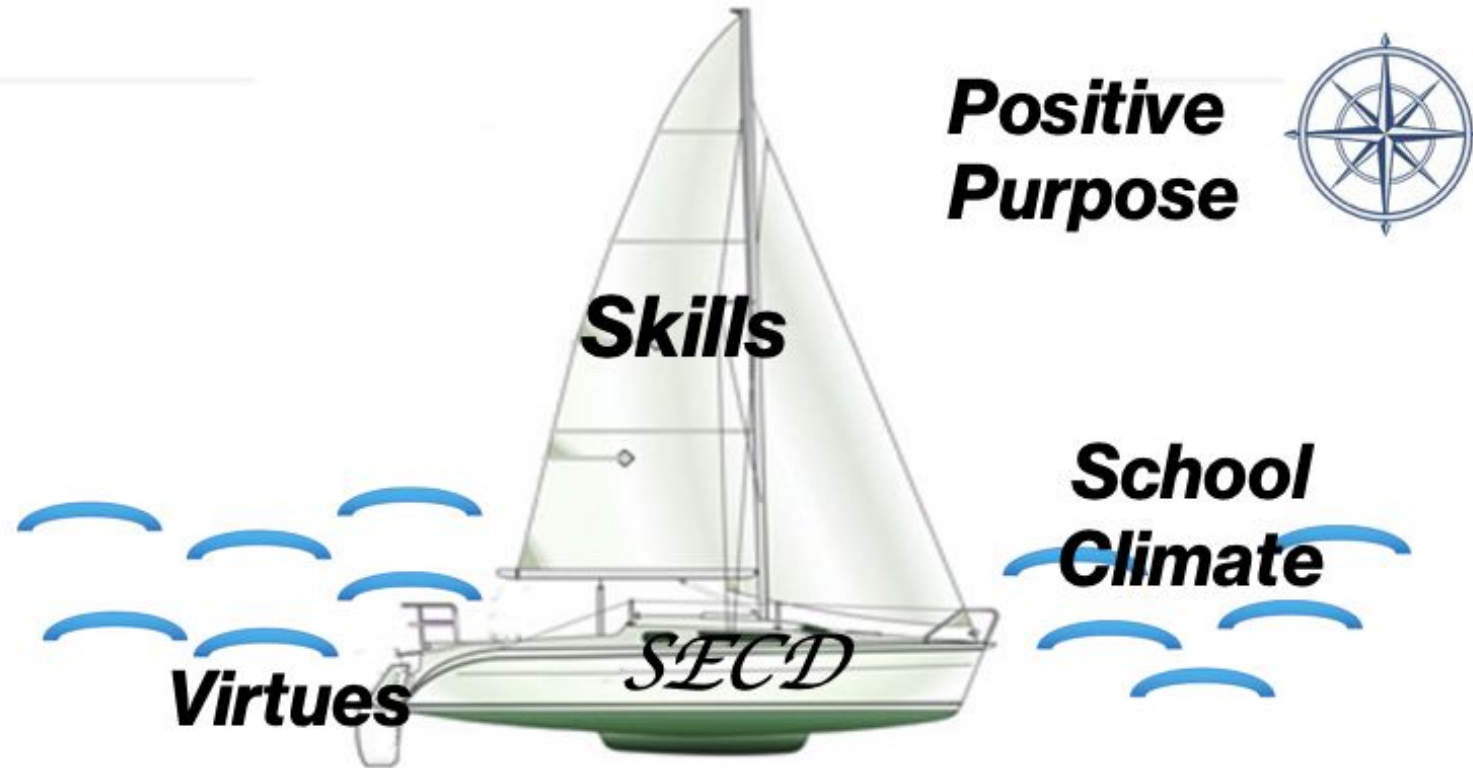 Positive
Purpose
Skills
School
Climate
SECD
Virtues